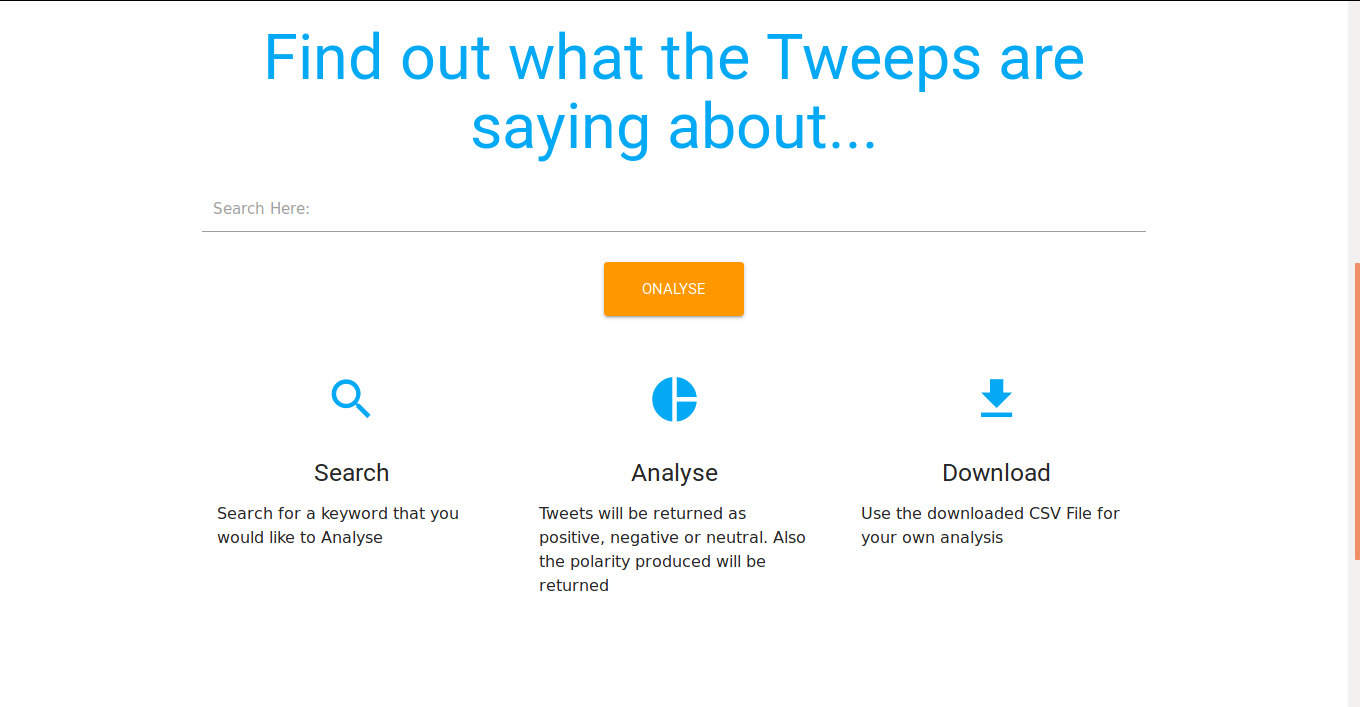 Find out what the Tweeps are
saying about...
Search Here:
ONALYSE
Search
Search for a keyword that you
would like to Analyse
Analyse
Tweets will be returned as
positive, negative or neutral. Also
the polarity produced will be
returned
Download
Use the downloaded CSV File for
your own analysis